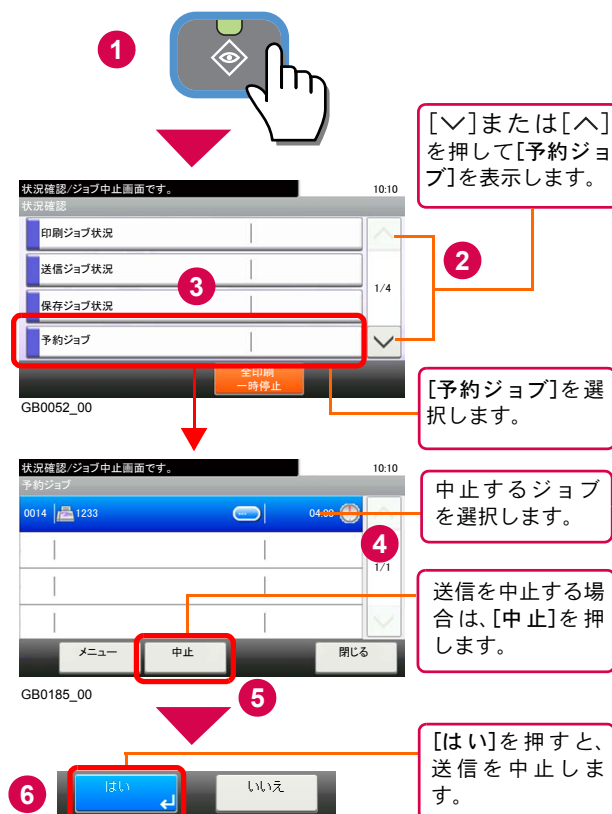 1
[∨]または[∧]
を押して[予約ジョ
ブ]を表示します。
状況確認/ジョブ中止画面です。 10:10
状況確認
印刷ジョブ状況
送信ジョブ状況
保存ジョブ状況
予約ジョブ
1/4
2
3
全印刷
一時停止
GB0052_00
[予約ジョブ]を選
択します。
状況確認/ジョブ中止画面です。 10:10
予約ジョブ
0014 1233 04:00
1/1
4
中止するジョブ
を選択します。
メニュー 中止 閉じる
送信を中止する場
合は、[中止]を押
します。
GB0185_00
5
6
はい いいえ
[はい]を押すと、
送信を中止しま
す。